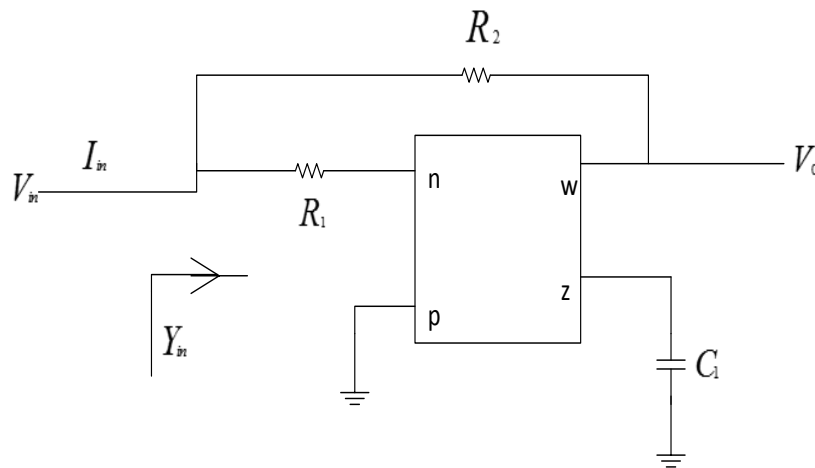 R₂
Iᵢₙ
Vᵢₙ
n
w
V₀
R₁
z
p
Yᵢₙ
C₁